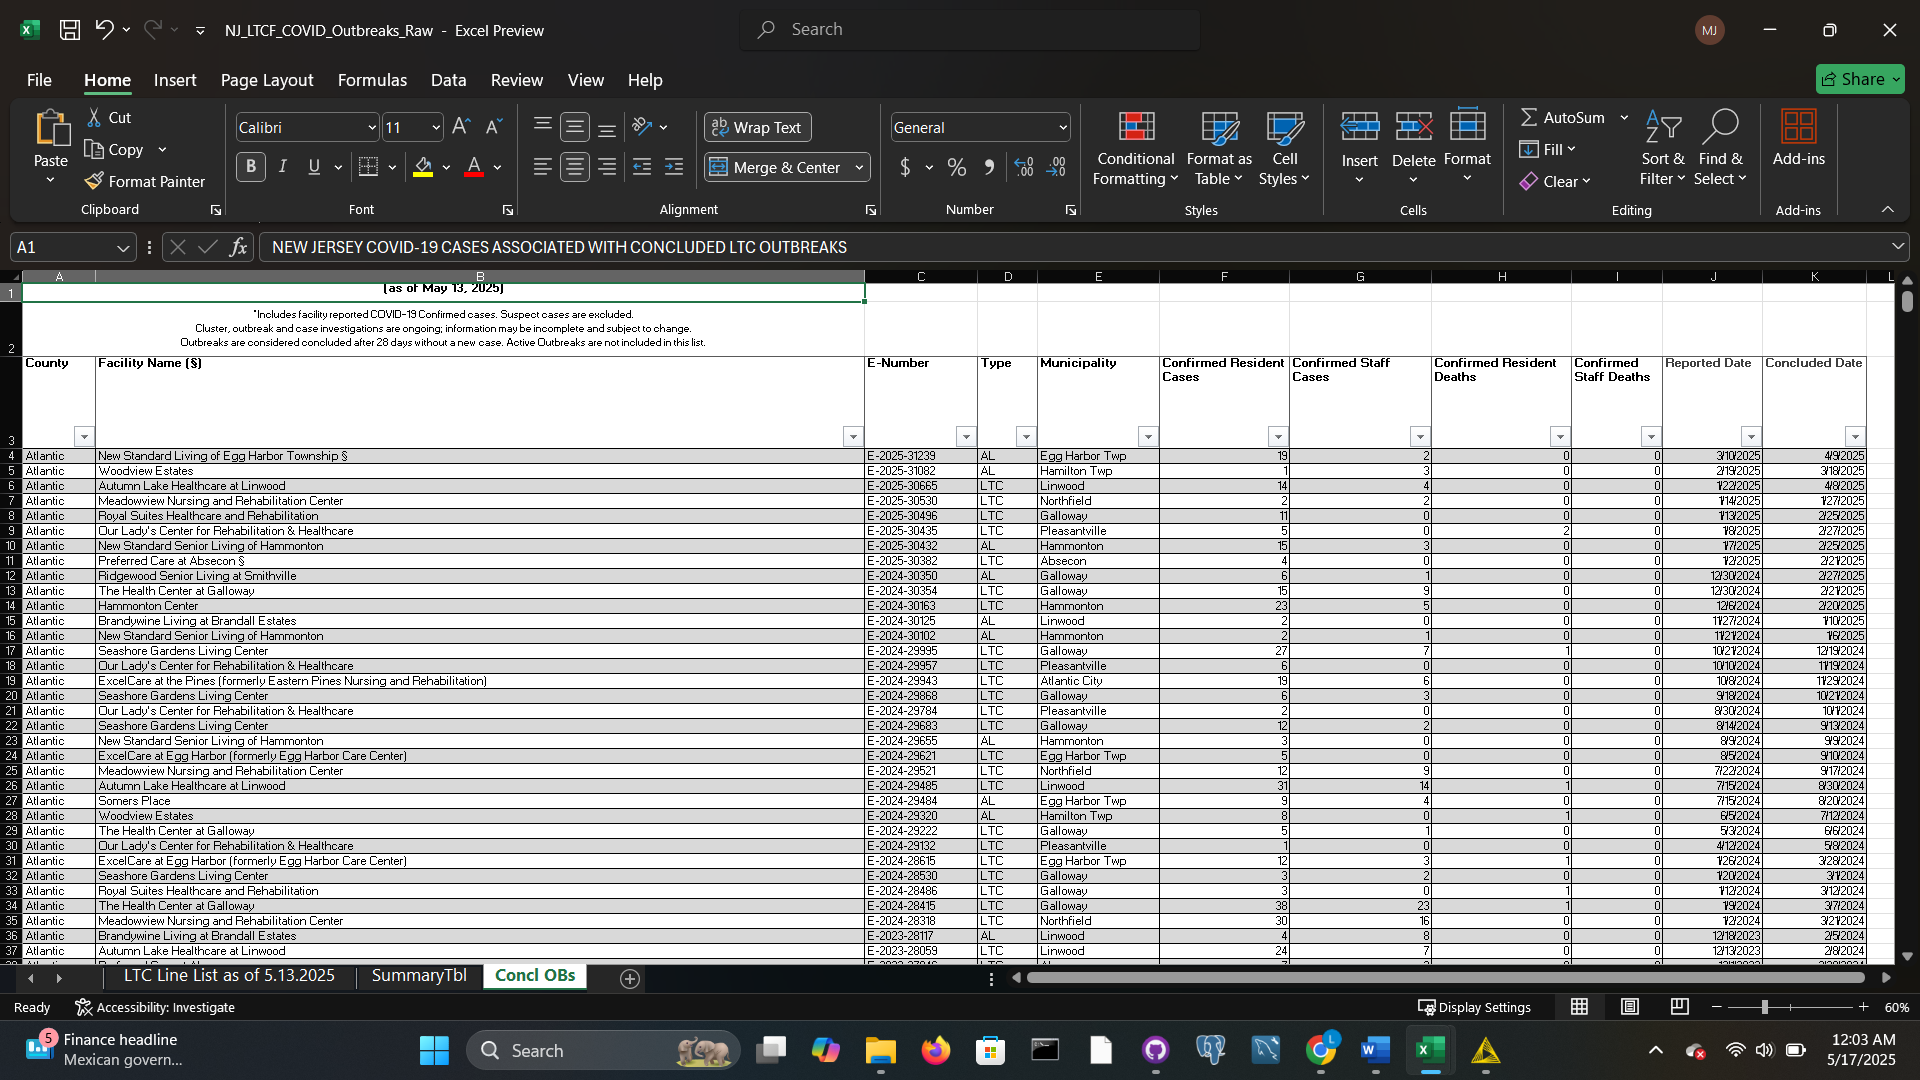 NJ_LTCF_COVID_Outbreaks_Raw - Excel Preview
Search
MJ
File Home Insert Page Layout Formulas Data Review View Help
Share
Paste
Cut
Copy
Format Painter
Clipboard
Calibri 11
B I U
Font
Wrap Text
Merge & Center
Alignment
General
$ % ,
Number
Conditional Formatting
Format as Table
Cell Styles
Styles
Insert Delete Format
Cells
AutoSum
Fill
Clear
Sort & Filter
Find & Select
Editing
Add-ins
Add-ins
A1 fx NEW JERSEY COVID-19 CASES ASSOCIATED WITH CONCLUDED LTC OUTBREAKS
A B C D E F G H I J K L
1 (as of May 13, 2025)
*Includes facility reported COVID-19 Confirmed cases. Suspect cases are excluded.
Cluster, outbreak and case investigations are ongoing; information may be incomplete and subject to change.
2 Outbreaks are considered concluded after 28 days without a new case. Active Outbreaks are not included in this list.
3 County Facility Name (§) E-Number Type Municipality Confirmed Resident Cases Confirmed Staff Cases Confirmed Resident Deaths Confirmed Staff Deaths Reported Date Concluded Date
4 Atlantic New Standard Living of Egg Harbor Township § E-2025-31239 AL Egg Harbor Twp 19 2 0 0 3/10/2025 4/9/2025
5 Atlantic Woodview Estates E-2025-31082 AL Hamilton Twp 1 3 0 0 2/19/2025 3/18/2025
6 Atlantic Autumn Lake Healthcare at Linwood E-2025-30665 LTC Linwood 14 4 0 0 1/22/2025 4/8/2025
7 Atlantic Meadowview Nursing and Rehabilitation Center E-2025-30530 LTC Northfield 2 2 0 0 1/14/2025 1/27/2025
8 Atlantic Royal Suites Healthcare and Rehabilitation E-2025-30496 LTC Galloway 11 0 0 0 1/13/2025 2/25/2025
9 Atlantic Our Lady's Center for Rehabilitation & Healthcare E-2025-30435 LTC Pleasantville 5 0 2 0 1/8/2025 2/27/2025
10 Atlantic New Standard Senior Living of Hammonton E-2025-30432 AL Hammonton 15 3 0 0 1/7/2025 2/25/2025
11 Atlantic Preferred Care at Absecon § E-2025-30382 LTC Absecon 4 0 0 0 1/2/2025 2/21/2025
12 Atlantic Ridgewood Senior Living at Smithville E-2024-30350 AL Galloway 6 1 0 0 12/30/2024 2/27/2025
13 Atlantic The Health Center at Galloway E-2024-30354 LTC Galloway 15 9 0 0 12/30/2024 2/21/2025
14 Atlantic Hammonton Center E-2024-30163 LTC Hammonton 23 5 0 0 12/6/2024 2/20/2025
15 Atlantic Brandywine Living at Brandall Estates E-2024-30125 AL Linwood 2 0 0 0 11/27/2024 1/10/2025
16 Atlantic New Standard Senior Living of Hammonton E-2024-30102 AL Hammonton 2 1 0 0 11/21/2024 1/6/2025
17 Atlantic Seashore Gardens Living Center E-2024-29995 LTC Galloway 27 7 1 0 10/21/2024 12/19/2024
18 Atlantic Our Lady's Center for Rehabilitation & Healthcare E-2024-29957 LTC Pleasantville 6 0 0 0 10/10/2024 11/19/2024
19 Atlantic ExcelCare at the Pines (formerly Eastern Pines Nursing and Rehabilitation) E-2024-29943 LTC Atlantic City 19 6 0 0 10/8/2024 11/29/2024
20 Atlantic Seashore Gardens Living Center E-2024-29868 LTC Galloway 6 3 0 0 9/18/2024 10/21/2024
21 Atlantic Our Lady's Center for Rehabilitation & Healthcare E-2024-29784 LTC Pleasantville 2 0 0 0 8/30/2024 10/1/2024
22 Atlantic Seashore Gardens Living Center E-2024-29683 LTC Galloway 12 2 0 0 8/14/2024 9/13/2024
23 Atlantic New Standard Senior Living of Hammonton E-2024-29655 AL Hammonton 3 0 0 0 8/9/2024 9/9/2024
24 Atlantic ExcelCare at Egg Harbor (formerly Egg Harbor Care Center) E-2024-29621 LTC Egg Harbor Twp 5 0 0 0 8/5/2024 9/10/2024
25 Atlantic Meadowview Nursing and Rehabilitation Center E-2024-29521 LTC Northfield 12 9 0 0 7/22/2024 9/17/2024
26 Atlantic Autumn Lake Healthcare at Linwood E-2024-29485 LTC Linwood 31 14 1 0 7/15/2024 8/30/2024
27 Atlantic Somers Place E-2024-29484 AL Egg Harbor Twp 9 4 0 0 7/15/2024 8/20/2024
28 Atlantic Woodview Estates E-2024-29320 AL Hamilton Twp 8 0 1 0 6/5/2024 7/12/2024
29 Atlantic The Health Center at Galloway E-2024-29222 LTC Galloway 5 1 0 0 5/3/2024 6/6/2024
30 Atlantic Our Lady's Center for Rehabilitation & Healthcare E-2024-29132 LTC Pleasantville 1 0 0 0 4/12/2024 5/9/2024
31 Atlantic ExcelCare at Egg Harbor (formerly Egg Harbor Care Center) E-2024-28615 LTC Egg Harbor Twp 12 3 1 0 1/26/2024 3/29/2024
32 Atlantic Seashore Gardens Living Center E-2024-28530 LTC Galloway 3 2 0 0 1/20/2024 3/1/2024
33 Atlantic Royal Suites Healthcare and Rehabilitation E-2024-28486 LTC Galloway 3 0 1 0 1/12/2024 3/12/2024
34 Atlantic The Health Center at Galloway E-2024-28415 LTC Galloway 38 23 1 0 1/9/2024 3/7/2024
35 Atlantic Meadowview Nursing and Rehabilitation Center E-2024-28318 LTC Northfield 30 16 0 0 1/2/2024 3/21/2024
36 Atlantic Brandywine Living at Brandall Estates E-2023-28117 AL Linwood 4 8 0 0 12/18/2023 2/5/2024
37 Atlantic Autumn Lake Healthcare at Linwood E-2023-28059 LTC Linwood 24 7 0 0 12/13/2023 2/8/2024
LTC Line List as of 5.13.2025 SummaryTbl Concl OBs
Ready Accessibility: Investigate Display Settings 60%
5 Finance headline
Mexican govern...
Search
L
12:03 AM
5/17/2025